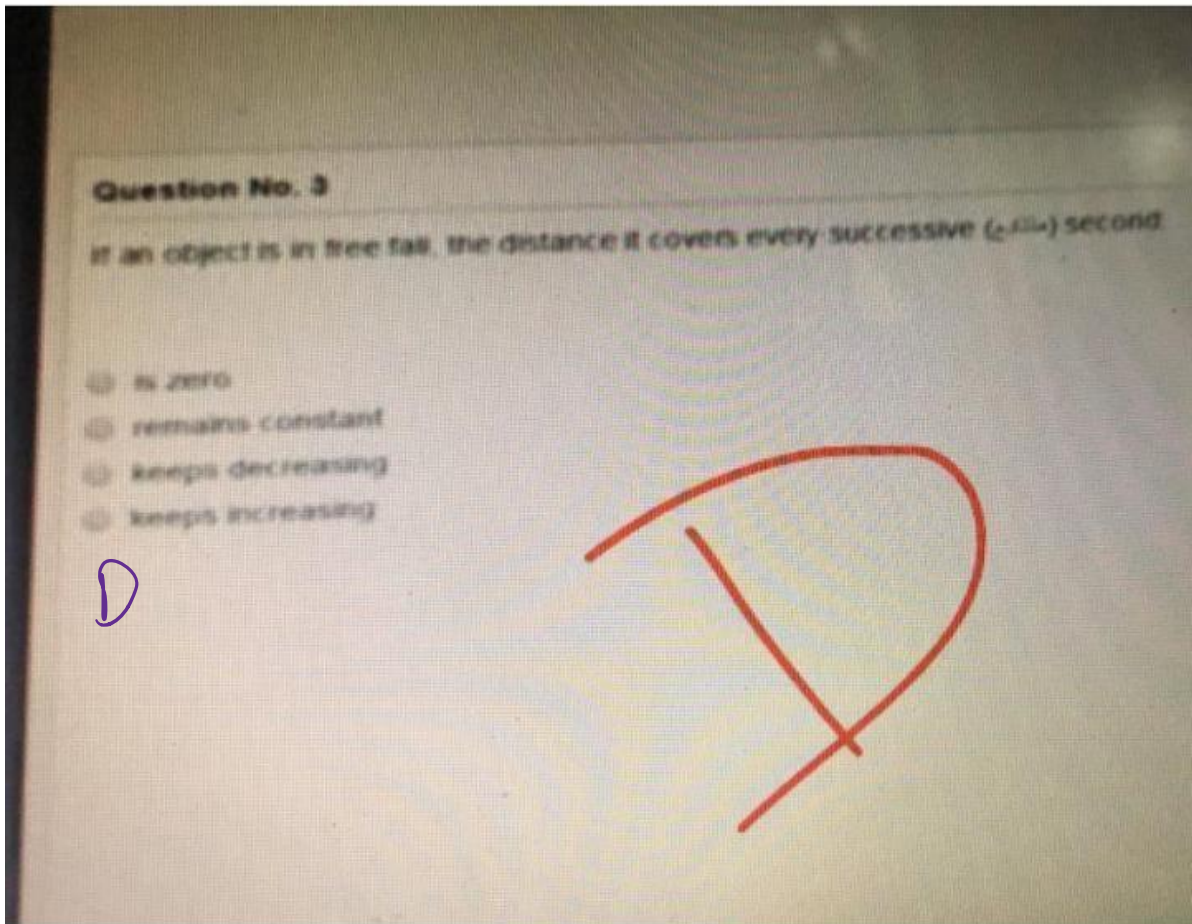 Question No. 3
If an object is in free fall, the distance it covers every successive (متتابع) second
is zero
remains constant
keeps decreasing
keeps increasing
D
D